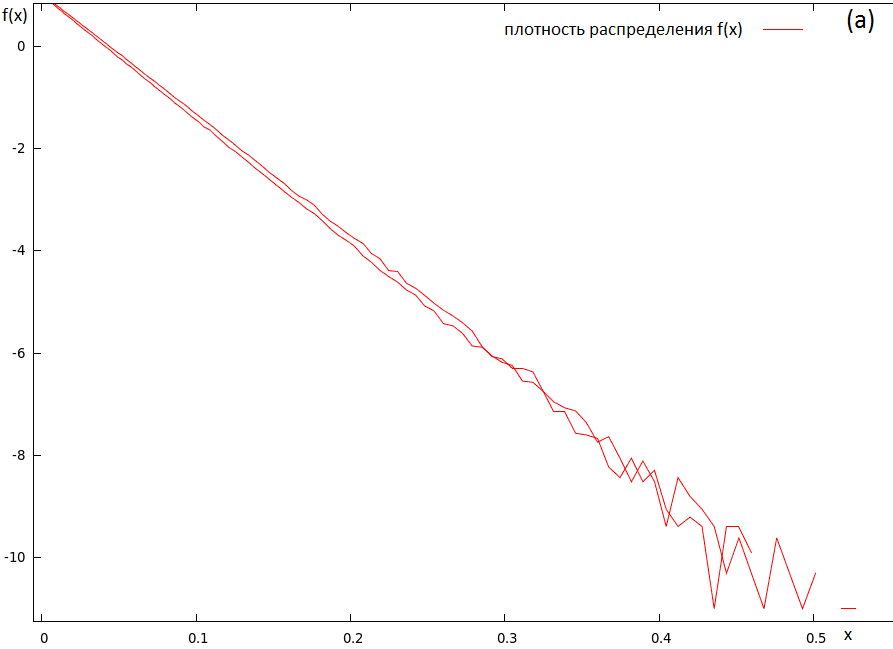 f(x)
(a)
плотность распределения f(x)
0
-2
-4
-6
-8
-10
0 0.1 0.2 0.3 0.4 0.5 x